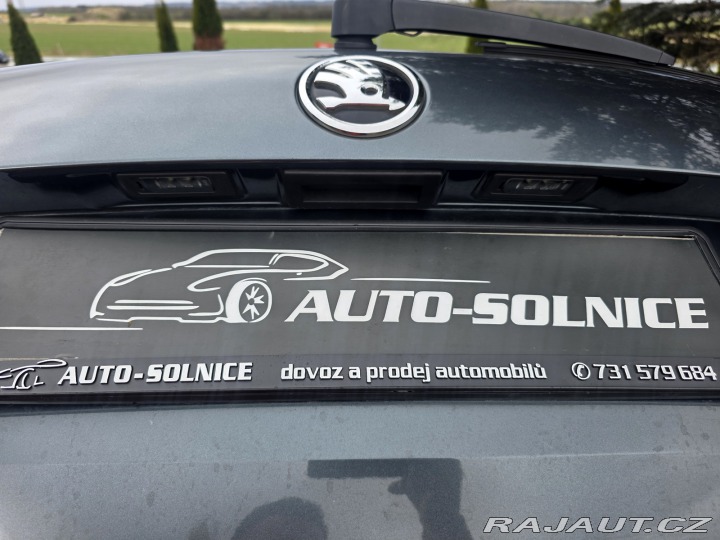 AUTO-SOLNICE
AUTO-SOLNICE dovoz a prodej automobilů ✆731 579 684
RAJAUT.CZ